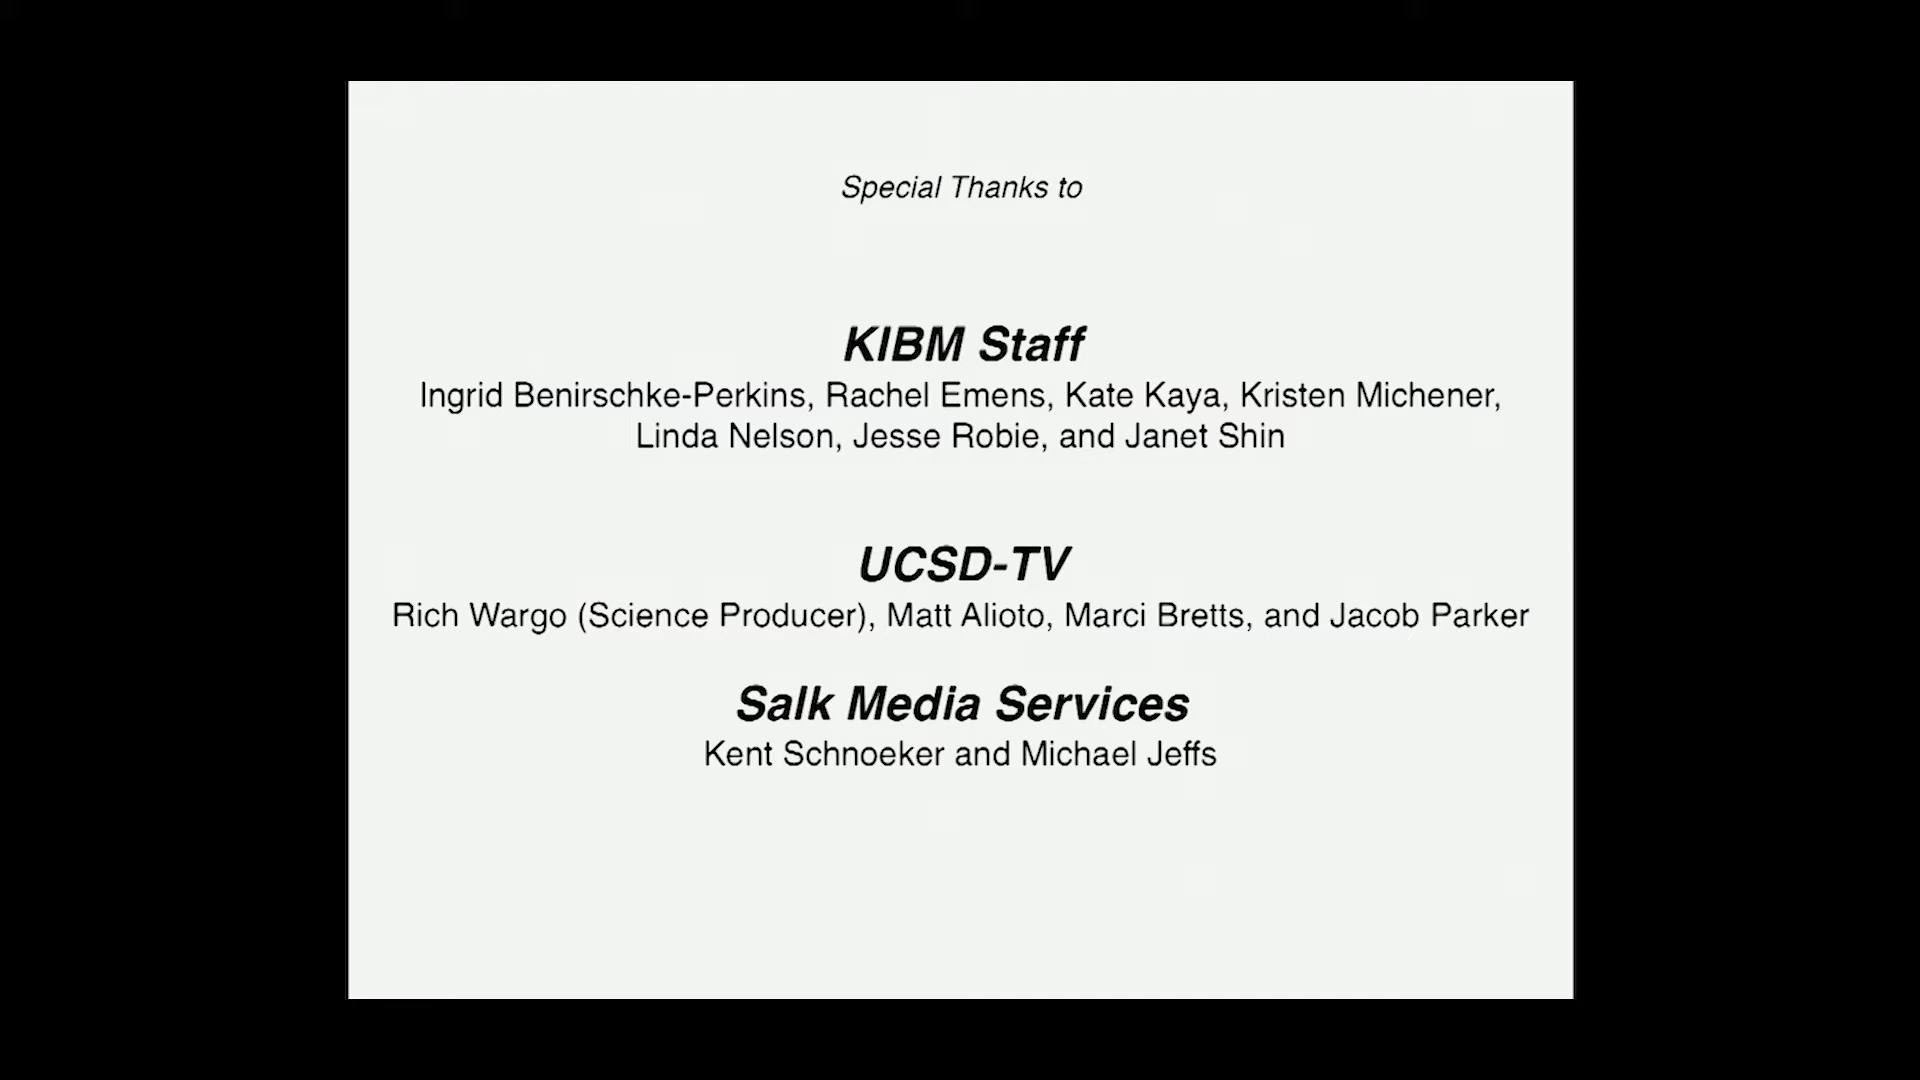 Special Thanks to
KIBM Staff
Ingrid Benirschke-Perkins, Rachel Emens, Kate Kaya, Kristen Michener,
Linda Nelson, Jesse Robie, and Janet Shin
UCSD-TV
Rich Wargo (Science Producer), Matt Alioto, Marci Bretts, and Jacob Parker
Salk Media Services
Kent Schnoeker and Michael Jeffs